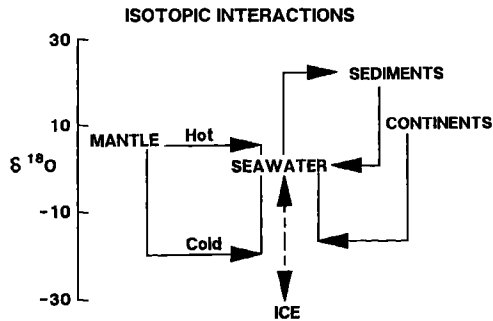 ISOTOPIC INTERACTIONS
30
SEDIMENTS
10
CONTINENTS
MANTLE
Hot
δ 18O
SEAWATER
-10
Cold
-30
ICE